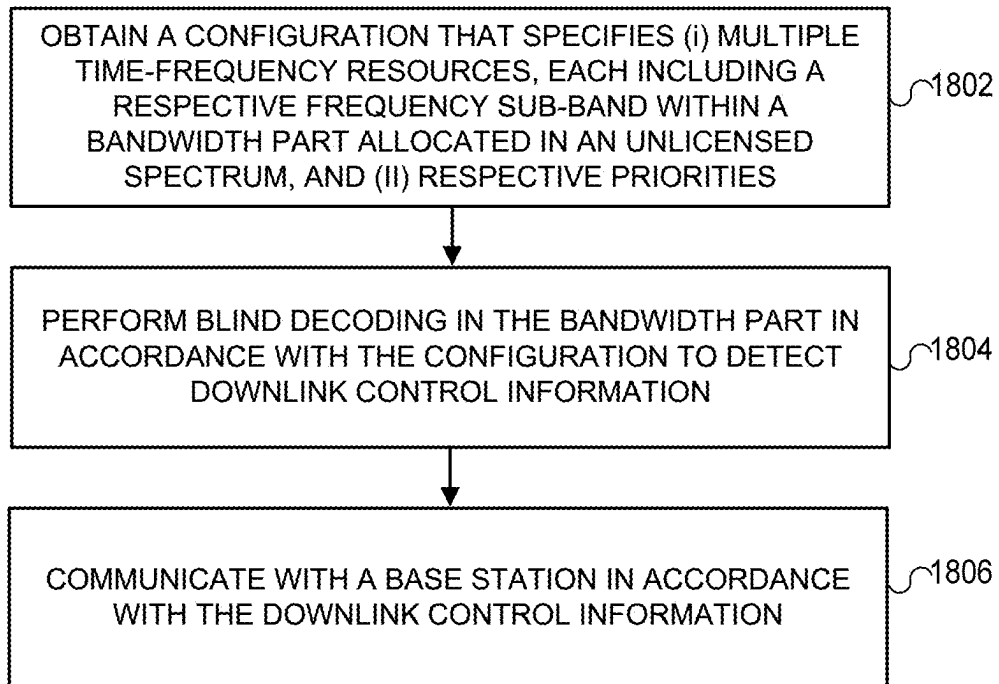 OBTAIN A CONFIGURATION THAT SPECIFIES (i) MULTIPLE
TIME-FREQUENCY RESOURCES, EACH INCLUDING A
RESPECTIVE FREQUENCY SUB-BAND WITHIN A
BANDWIDTH PART ALLOCATED IN AN UNLICENSED
SPECTRUM, AND (II) RESPECTIVE PRIORITIES
1802
PERFORM BLIND DECODING IN THE BANDWIDTH PART IN
ACCORDANCE WITH THE CONFIGURATION TO DETECT
DOWNLINK CONTROL INFORMATION
1804
COMMUNICATE WITH A BASE STATION IN ACCORDANCE
WITH THE DOWNLINK CONTROL INFORMATION
1806